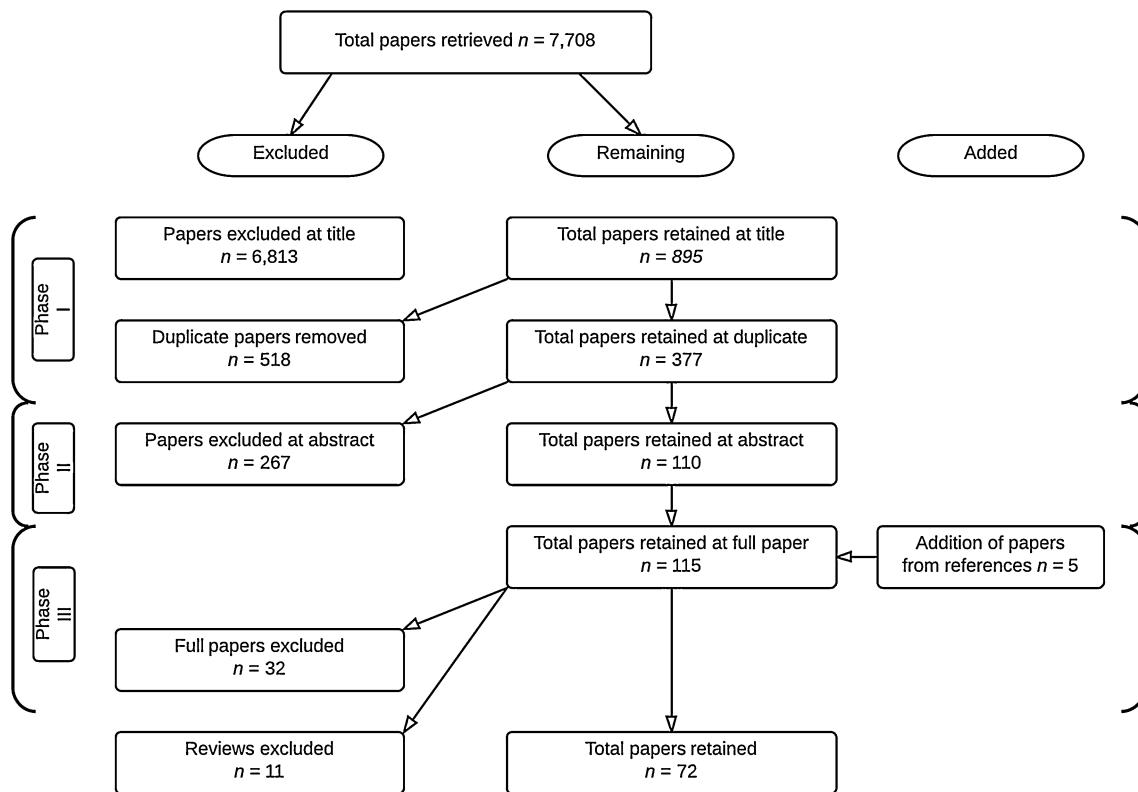 Total papers retrieved n = 7,708
Excluded
Remaining
Added
Phase I
Papers excluded at title
n = 6,813
Total papers retained at title
n = 895
Duplicate papers removed
n = 518
Total papers retained at duplicate
n = 377
Phase II
Papers excluded at abstract
n = 267
Total papers retained at abstract
n = 110
Phase III
Total papers retained at full paper
n = 115
Addition of papers
from references n = 5
Full papers excluded
n = 32
Reviews excluded
n = 11
Total papers retained
n = 72